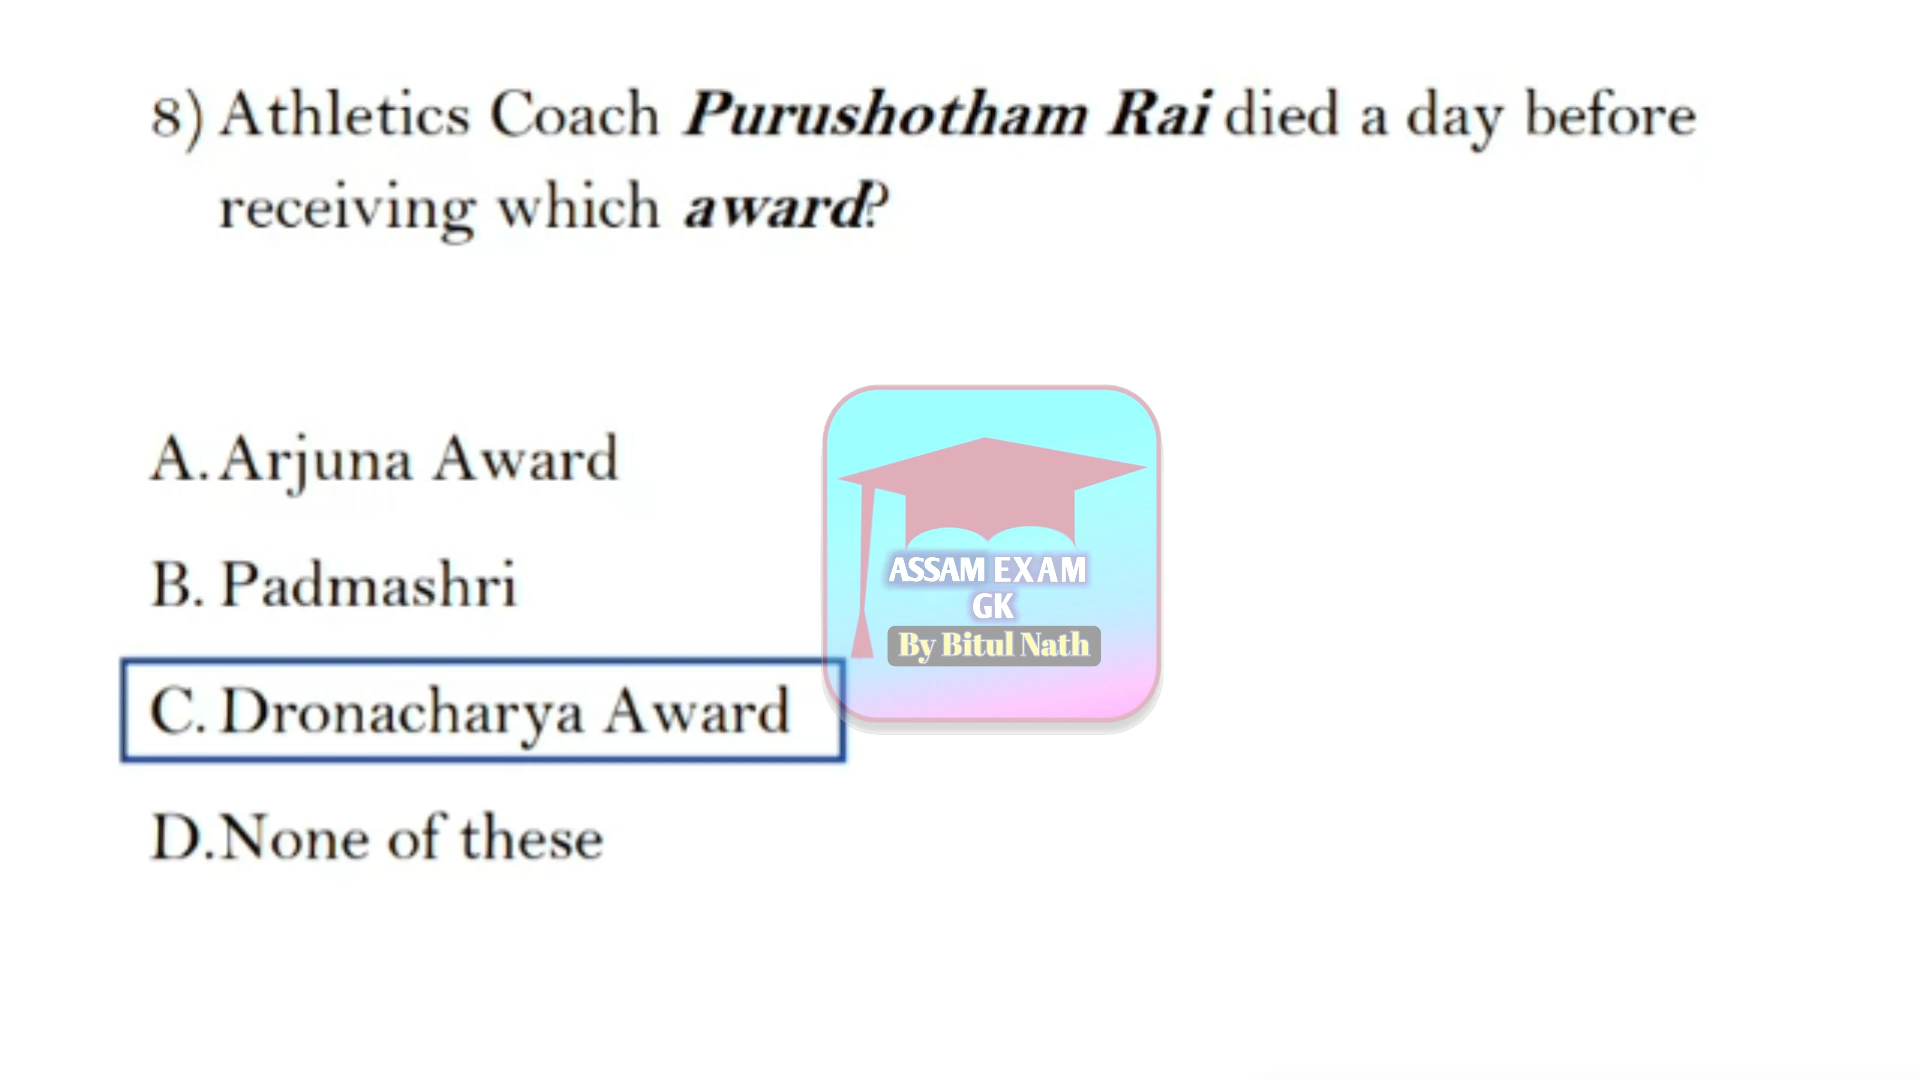 8) Athletics Coach Purushotham Rai died a day before
receiving which award?
A. Arjuna Award
B. Padmashri
C. Dronacharya Award
D. None of these
ASSAM EXAM
GK
By Bitul Nath